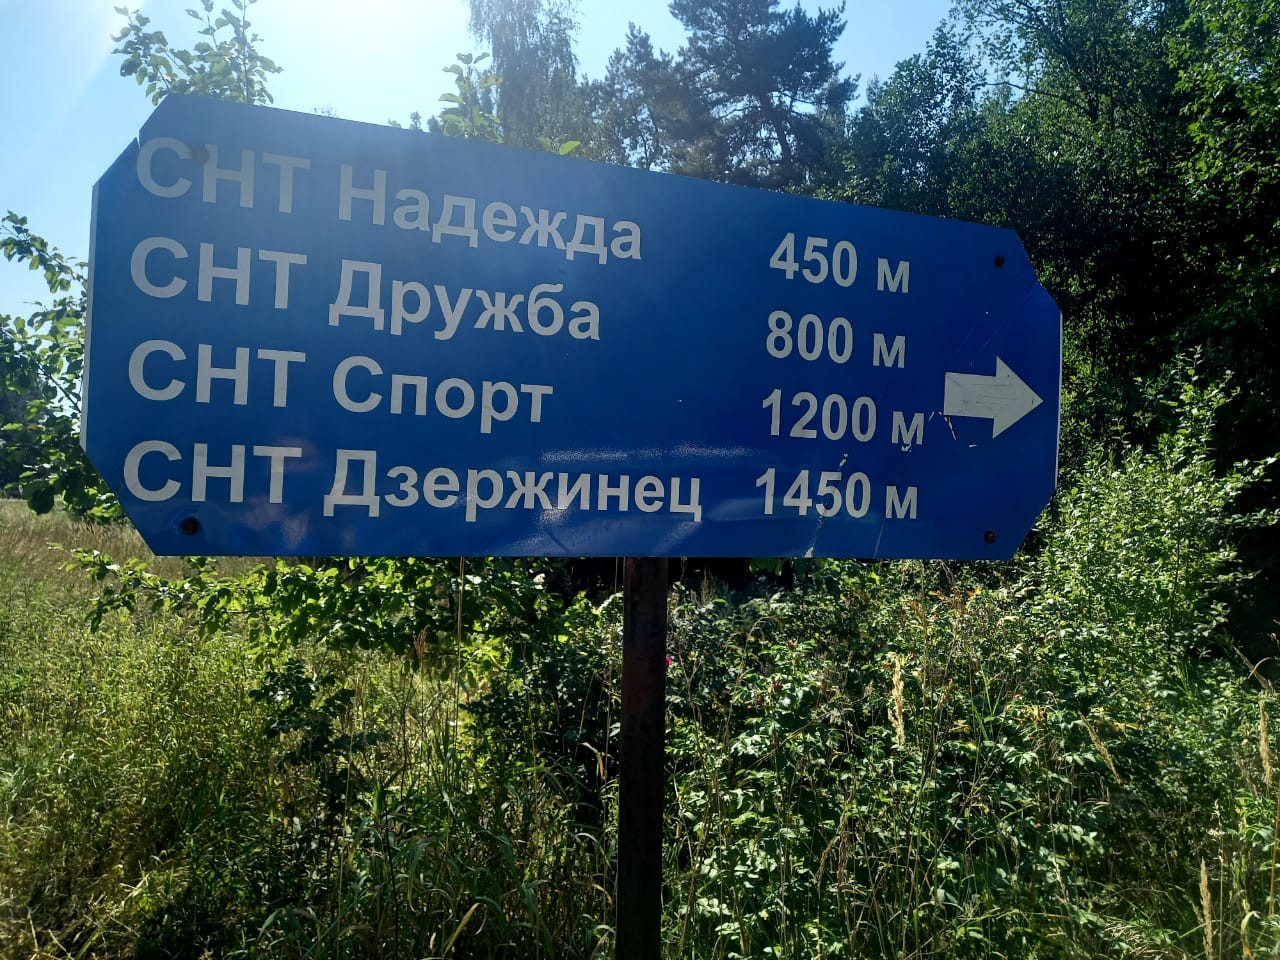 СНТ Надежда 450 м
СНТ Дружба 800 м
СНТ Спорт 1200 м
СНТ Дзержинец 1450 м